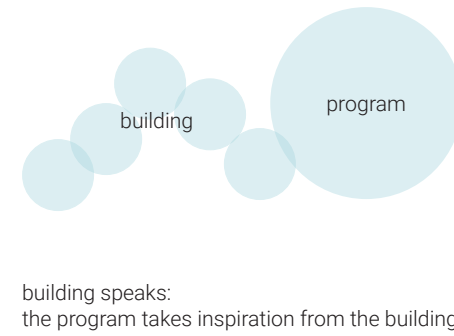 program
building
building speaks:
the program takes inspiration from the building